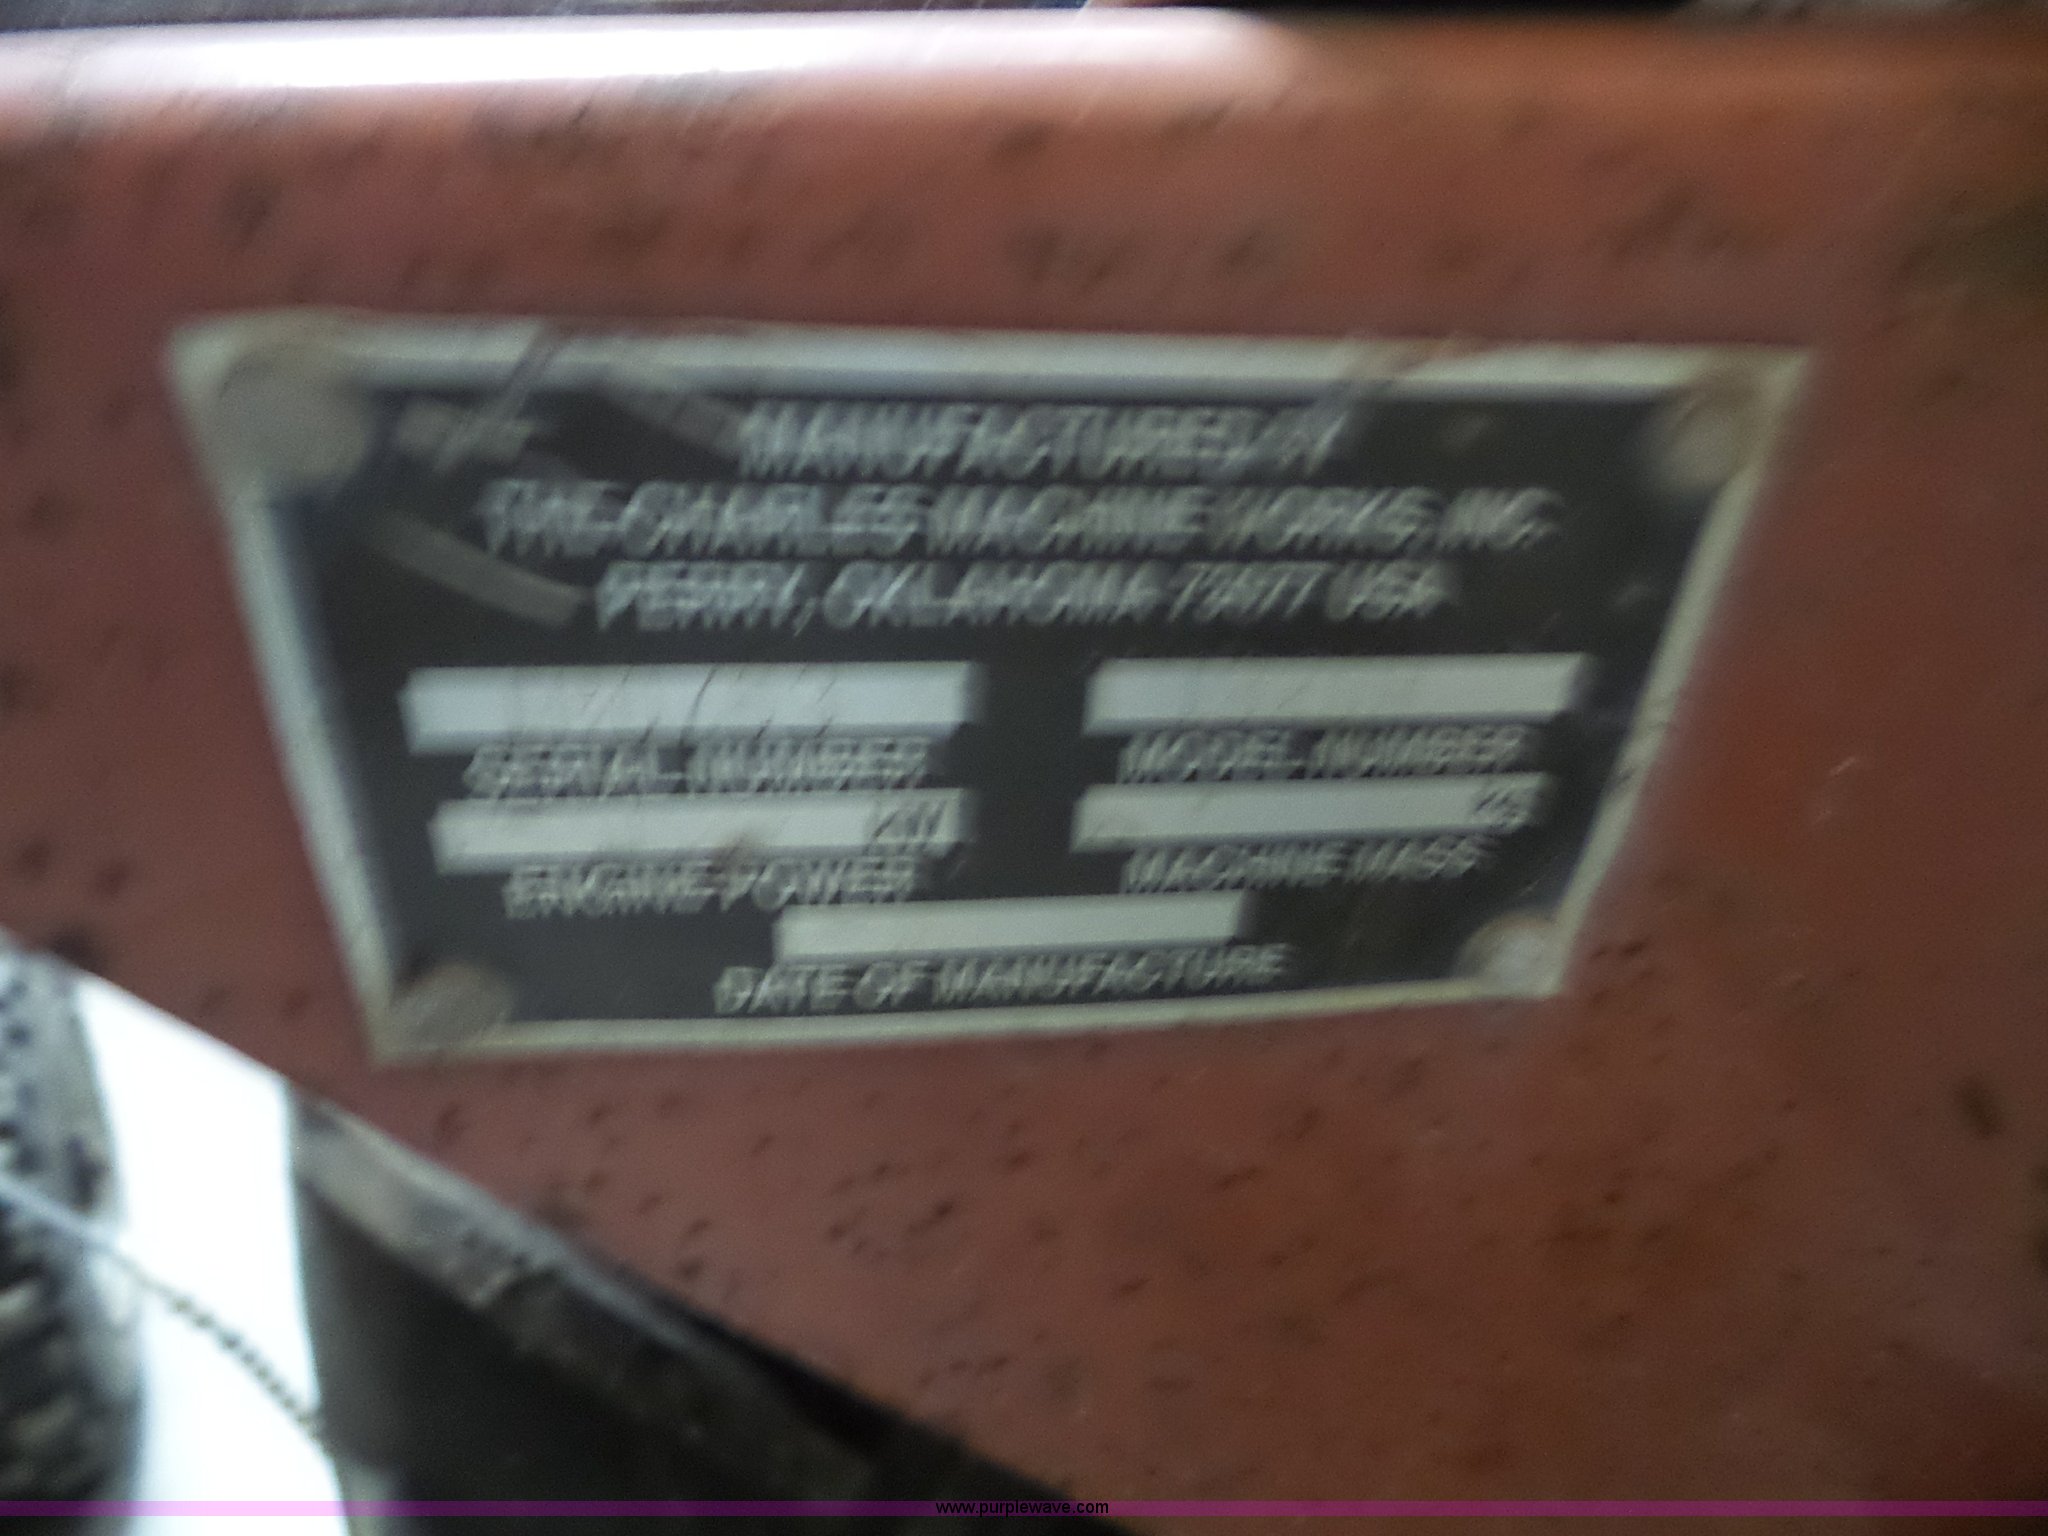 MANUFACTURED BY
THE CHARLES MACHINE WORKS, INC.
PERRY, OKLAHOMA 73077 USA
SERIAL NUMBER MODEL NUMBER
KW KG
ENGINE POWER MACHINE MASS
DATE OF MANUFACTURE
www.purplewave.com